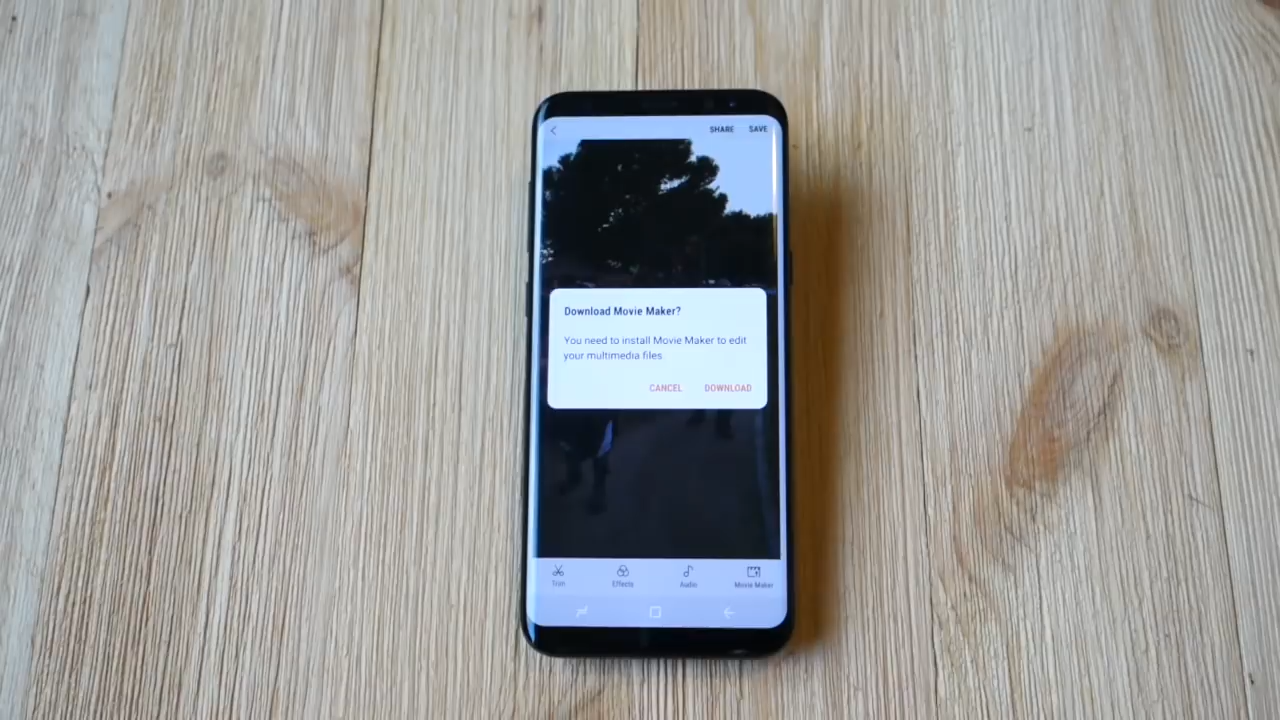 SHARE SAVE
Download Movie Maker?
You need to install Movie Maker to edit
your multimedia files.
CANCEL DOWNLOAD
Trim Effects Audio Movie Maker